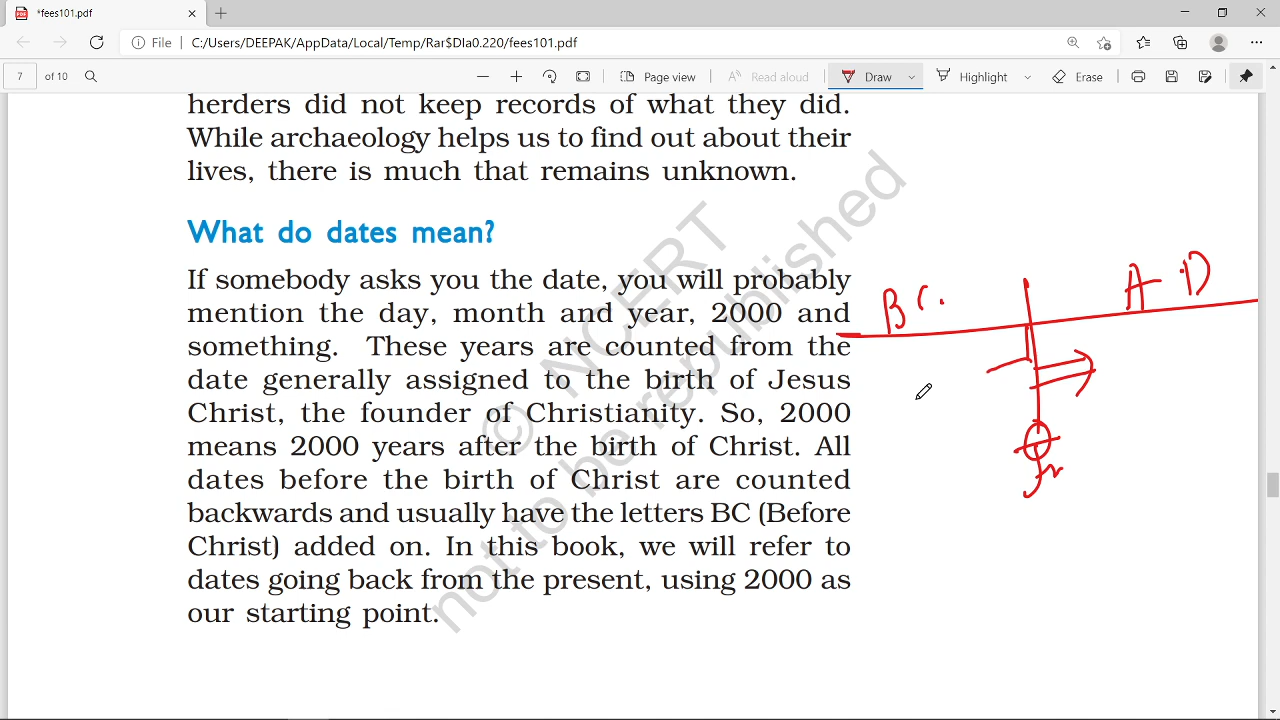 *fees101.pdf
File
C:/Users/DEEPAK/AppData/Local/Temp/Rar$DIa0.220/fees101.pdf
7 of 10
Page view
Read aloud
Draw
Highlight
Erase
herders did not keep records of what they did.
While archaeology helps us to find out about their
lives, there is much that remains unknown.
What do dates mean?
If somebody asks you the date, you will probably
mention the day, month and year, 2000 and
something. These years are counted from the
date generally assigned to the birth of Jesus
Christ, the founder of Christianity. So, 2000
means 2000 years after the birth of Christ. All
dates before the birth of Christ are counted
backwards and usually have the letters BC (Before
Christ) added on. In this book, we will refer to
dates going back from the present, using 2000 as
our starting point.
BC.
A.D
© NCERT
not to be republished